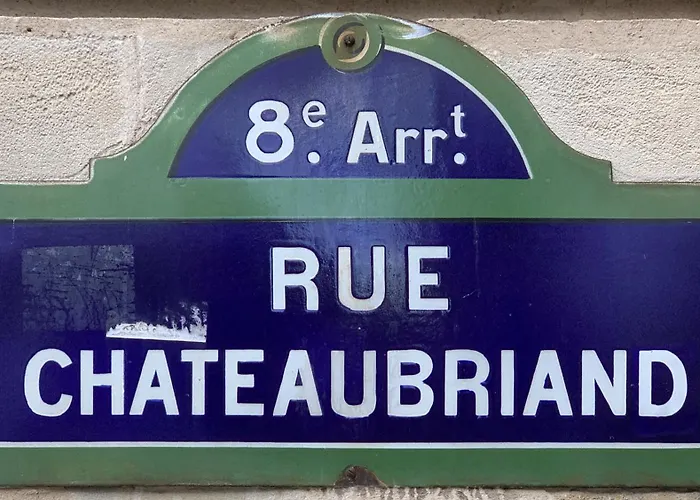 8e. Arrt.
RUE
CHATEAUBRIAND